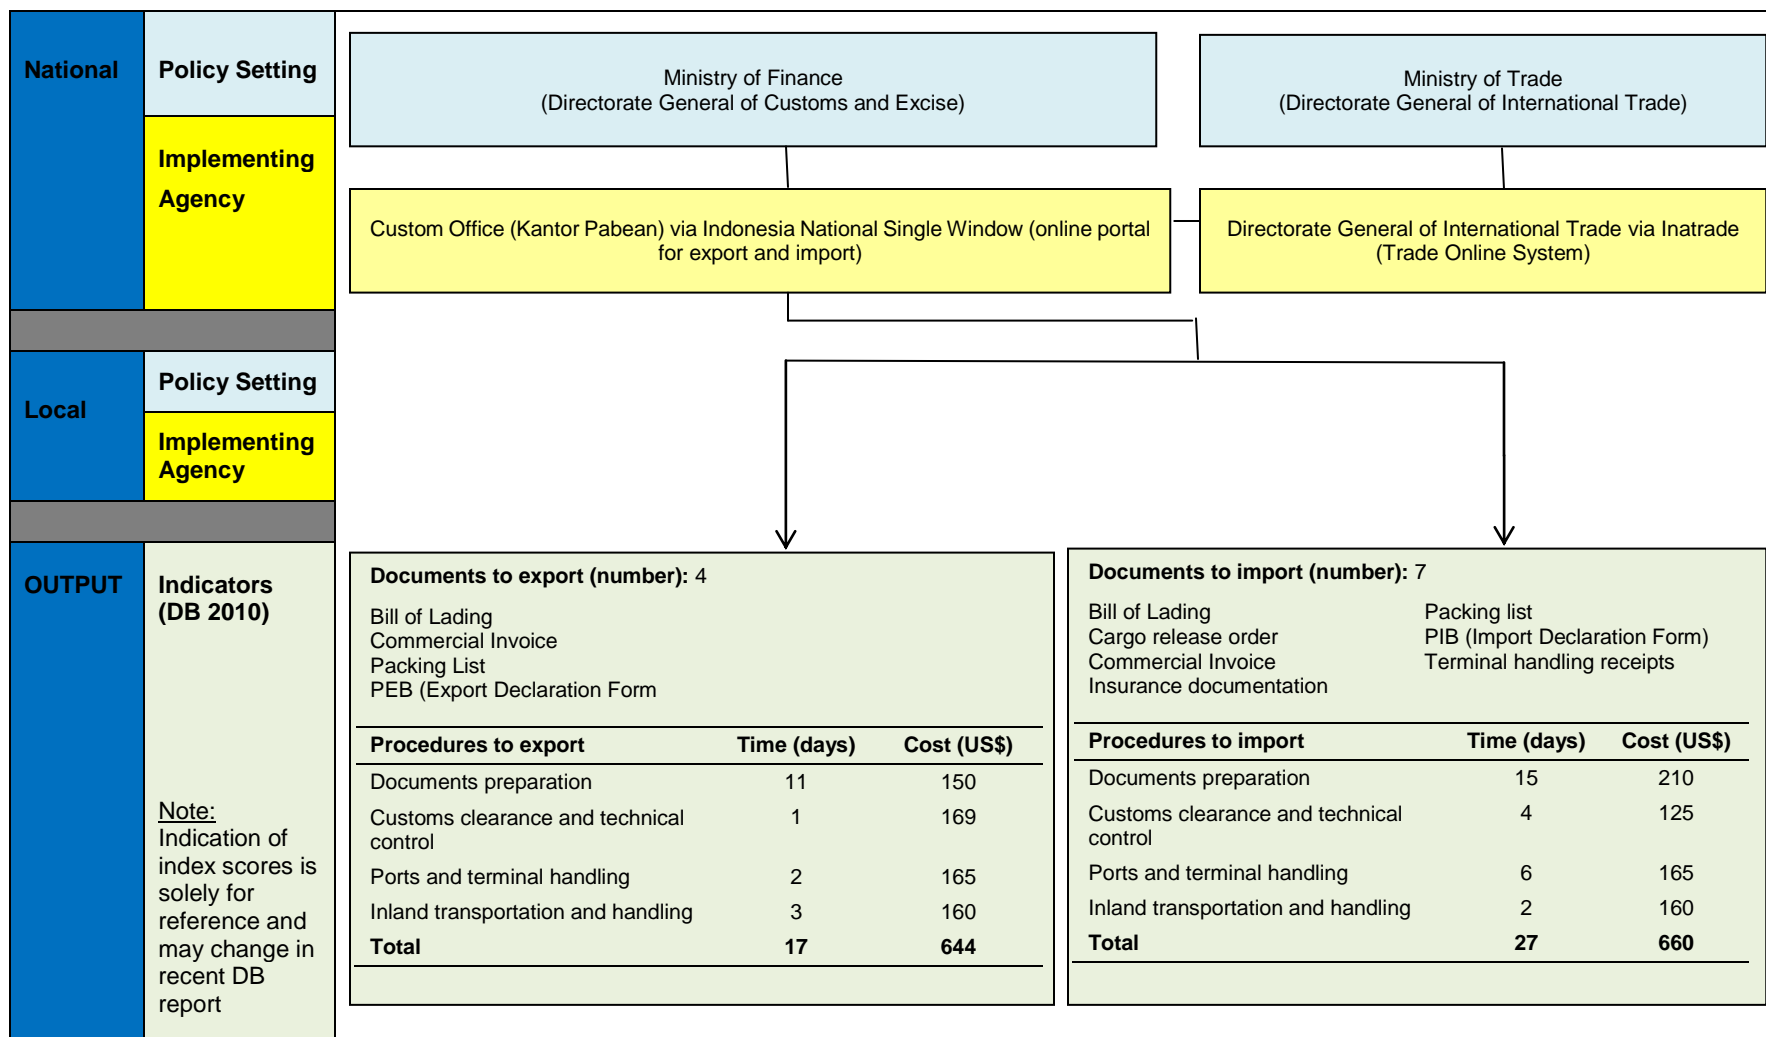 National
Policy Setting
Implementing
Agency
Ministry of Finance
(Directorate General of Customs and Excise)
Ministry of Trade
(Directorate General of International Trade)
Custom Office (Kantor Pabean) via Indonesia National Single Window (online portal
for export and import)
Directorate General of International Trade via Inatrade
(Trade Online System)
Local
Policy Setting
Implementing
Agency
OUTPUT
Indicators
(DB 2010)
Note:
Indication of
index scores is
solely for
reference and
may change in
recent DB
report
Documents to export (number): 4
Bill of Lading
Commercial Invoice
Packing List
PEB (Export Declaration Form
Procedures to export Time (days) Cost (US$)
Documents preparation 11 150
Customs clearance and technical 1 169
control
Ports and terminal handling 2 165
Inland transportation and handling 3 160
Total 17 644
Documents to import (number): 7
Bill of Lading
Cargo release order
Commercial Invoice
Insurance documentation
Packing list
PIB (Import Declaration Form)
Terminal handling receipts
Procedures to import Time (days) Cost (US$)
Documents preparation 15 210
Customs clearance and technical 4 125
control
Ports and terminal handling 6 165
Inland transportation and handling 2 160
Total 27 660